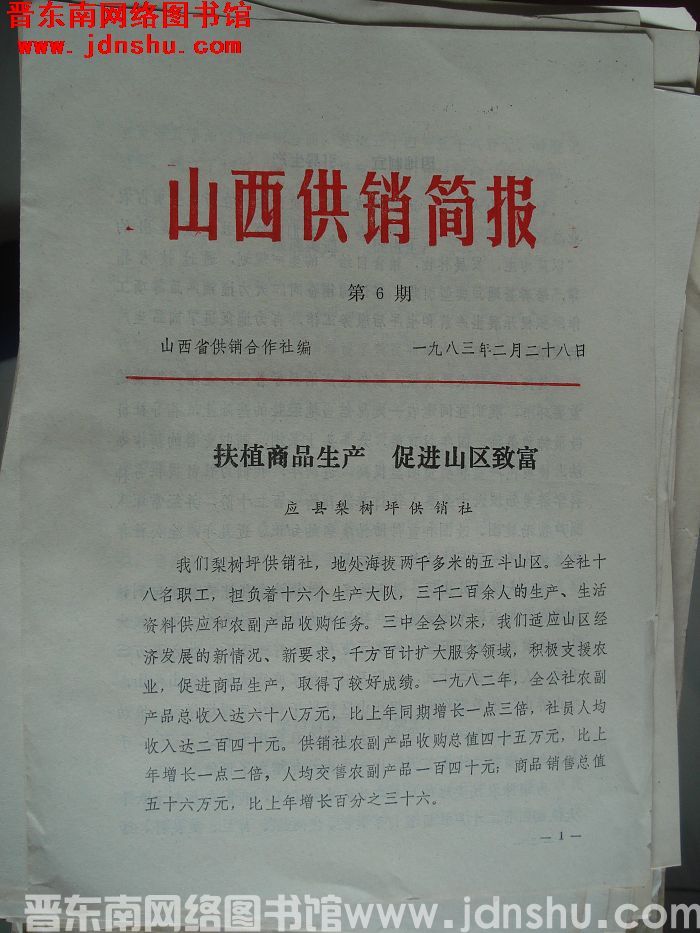 晋东南网络图书馆
www.jdnshu.com
山西供销简报
第6期
山西省供销合作社编 一九八三年二月二十八日
扶植商品生产 促进山区致富
应县梨树坪供销社
我们梨树坪供销社，地处海拔两千多米的五斗山区。全社十
八名职工，担负着十六个生产大队，三千二百余人的生产、生活
资料供应和农副产品收购任务。三中全会以来，我们适应山区经
济发展的新情况、新要求，千方百计扩大服务领域，积极支援农
业，促进商品生产，取得了较好成绩。一九八二年，全公社农副
产品总收入达六十八万元，比上年同期增长一点三倍，社员人均
收入达二百四十元。供销社农副产品收购总值四十五万元，比上
年增长一点二倍，人均交售农副产品一百四十元；商品销售总值
五十六万元，比上年增长百分之三十六。
—1—
晋东南网络图书馆www.jdnshu.com